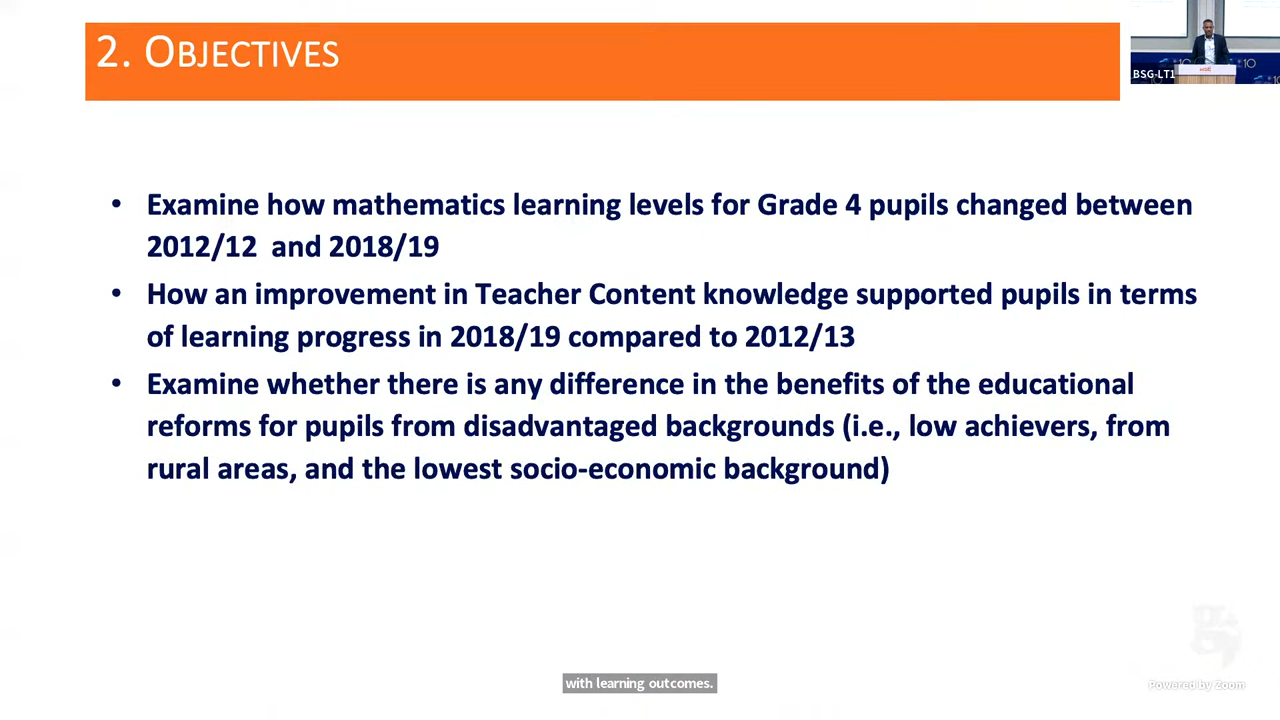 2. OBJECTIVES
BSG-LT1
• Examine how mathematics learning levels for Grade 4 pupils changed between
2012/12 and 2018/19
• How an improvement in Teacher Content knowledge supported pupils in terms
of learning progress in 2018/19 compared to 2012/13
• Examine whether there is any difference in the benefits of the educational
reforms for pupils from disadvantaged backgrounds (i.e., low achievers, from
rural areas, and the lowest socio-economic background)
with learning outcomes.
Powered by Zoom